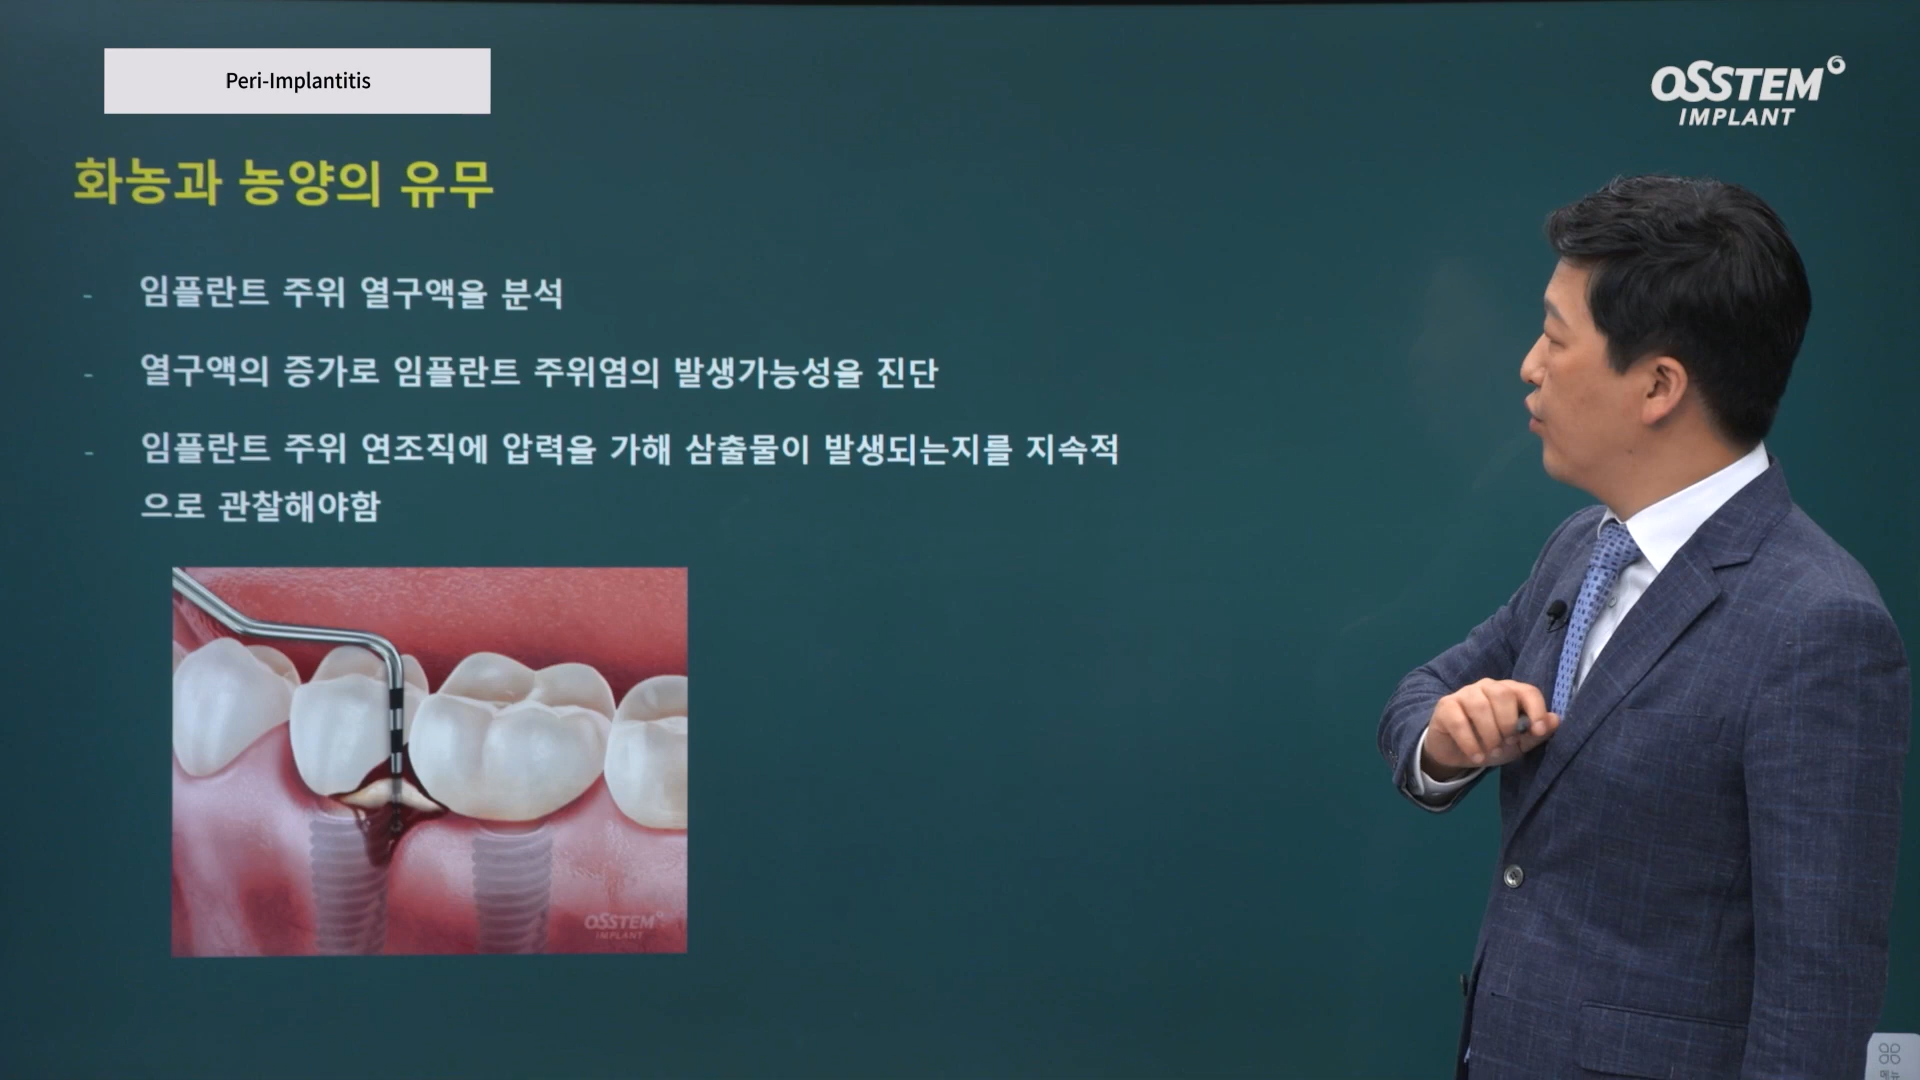 Peri-Implantitis
OSSTEM
IMPLANT
화농과 농양의 유무
- 임플란트 주위 열구액을 분석
- 열구액의 증가로 임플란트 주위염의 발생가능성을 진단
- 임플란트 주위 연조직에 압력을 가해 삼출물이 발생되는지를 지속적
으로 관찰해야함
OSSTEM
IMPLANT
메뉴